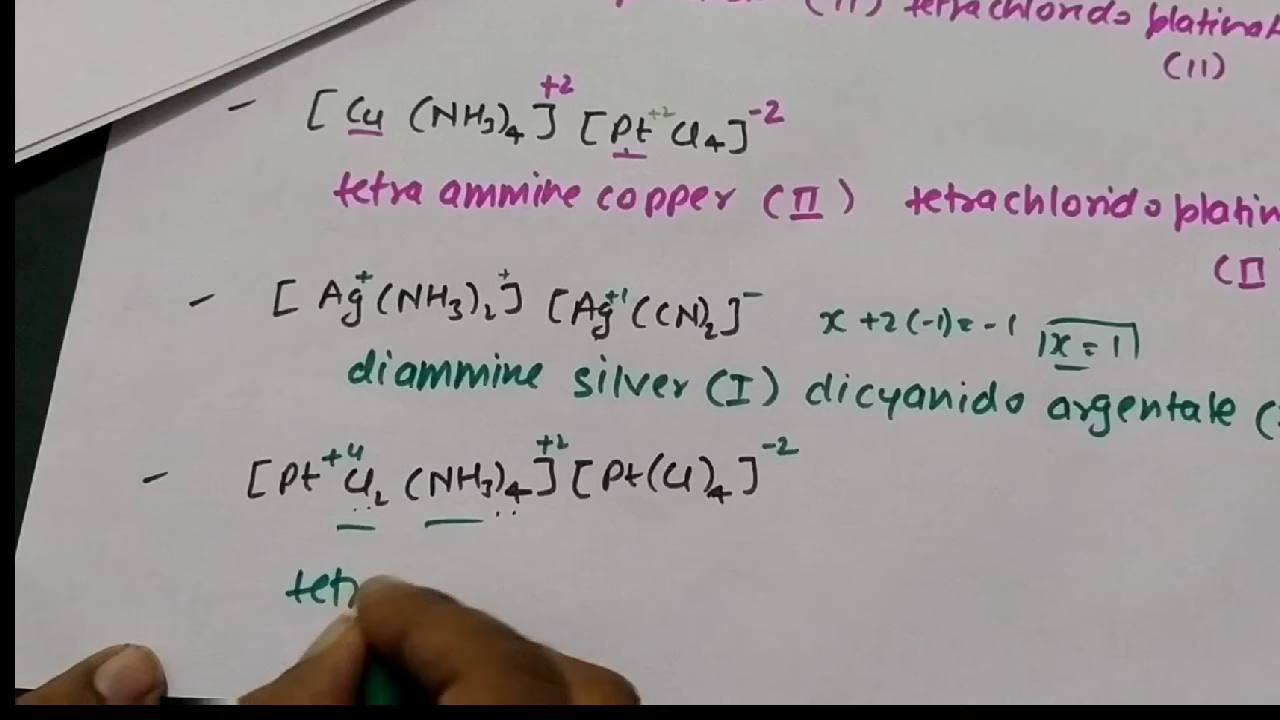 (II) tetrachlorido platina
(II)
- [Cu (NH₃)₄]⁺² [Pt⁺² Cl₄]⁻²
tetra ammine copper (II) tetrachlorido platin
(II
- [Ag⁺(NH₃)₂]⁺ [Ag⁺¹(CN)₂]⁻ x + 2(-1) = -1 |x = 1|
diammine silver (I) dicyanido argentate (
- [Pt⁺⁴Cl₂ (NH₃)₄]⁺² [Pt(Cl)₄]⁻²
tetr